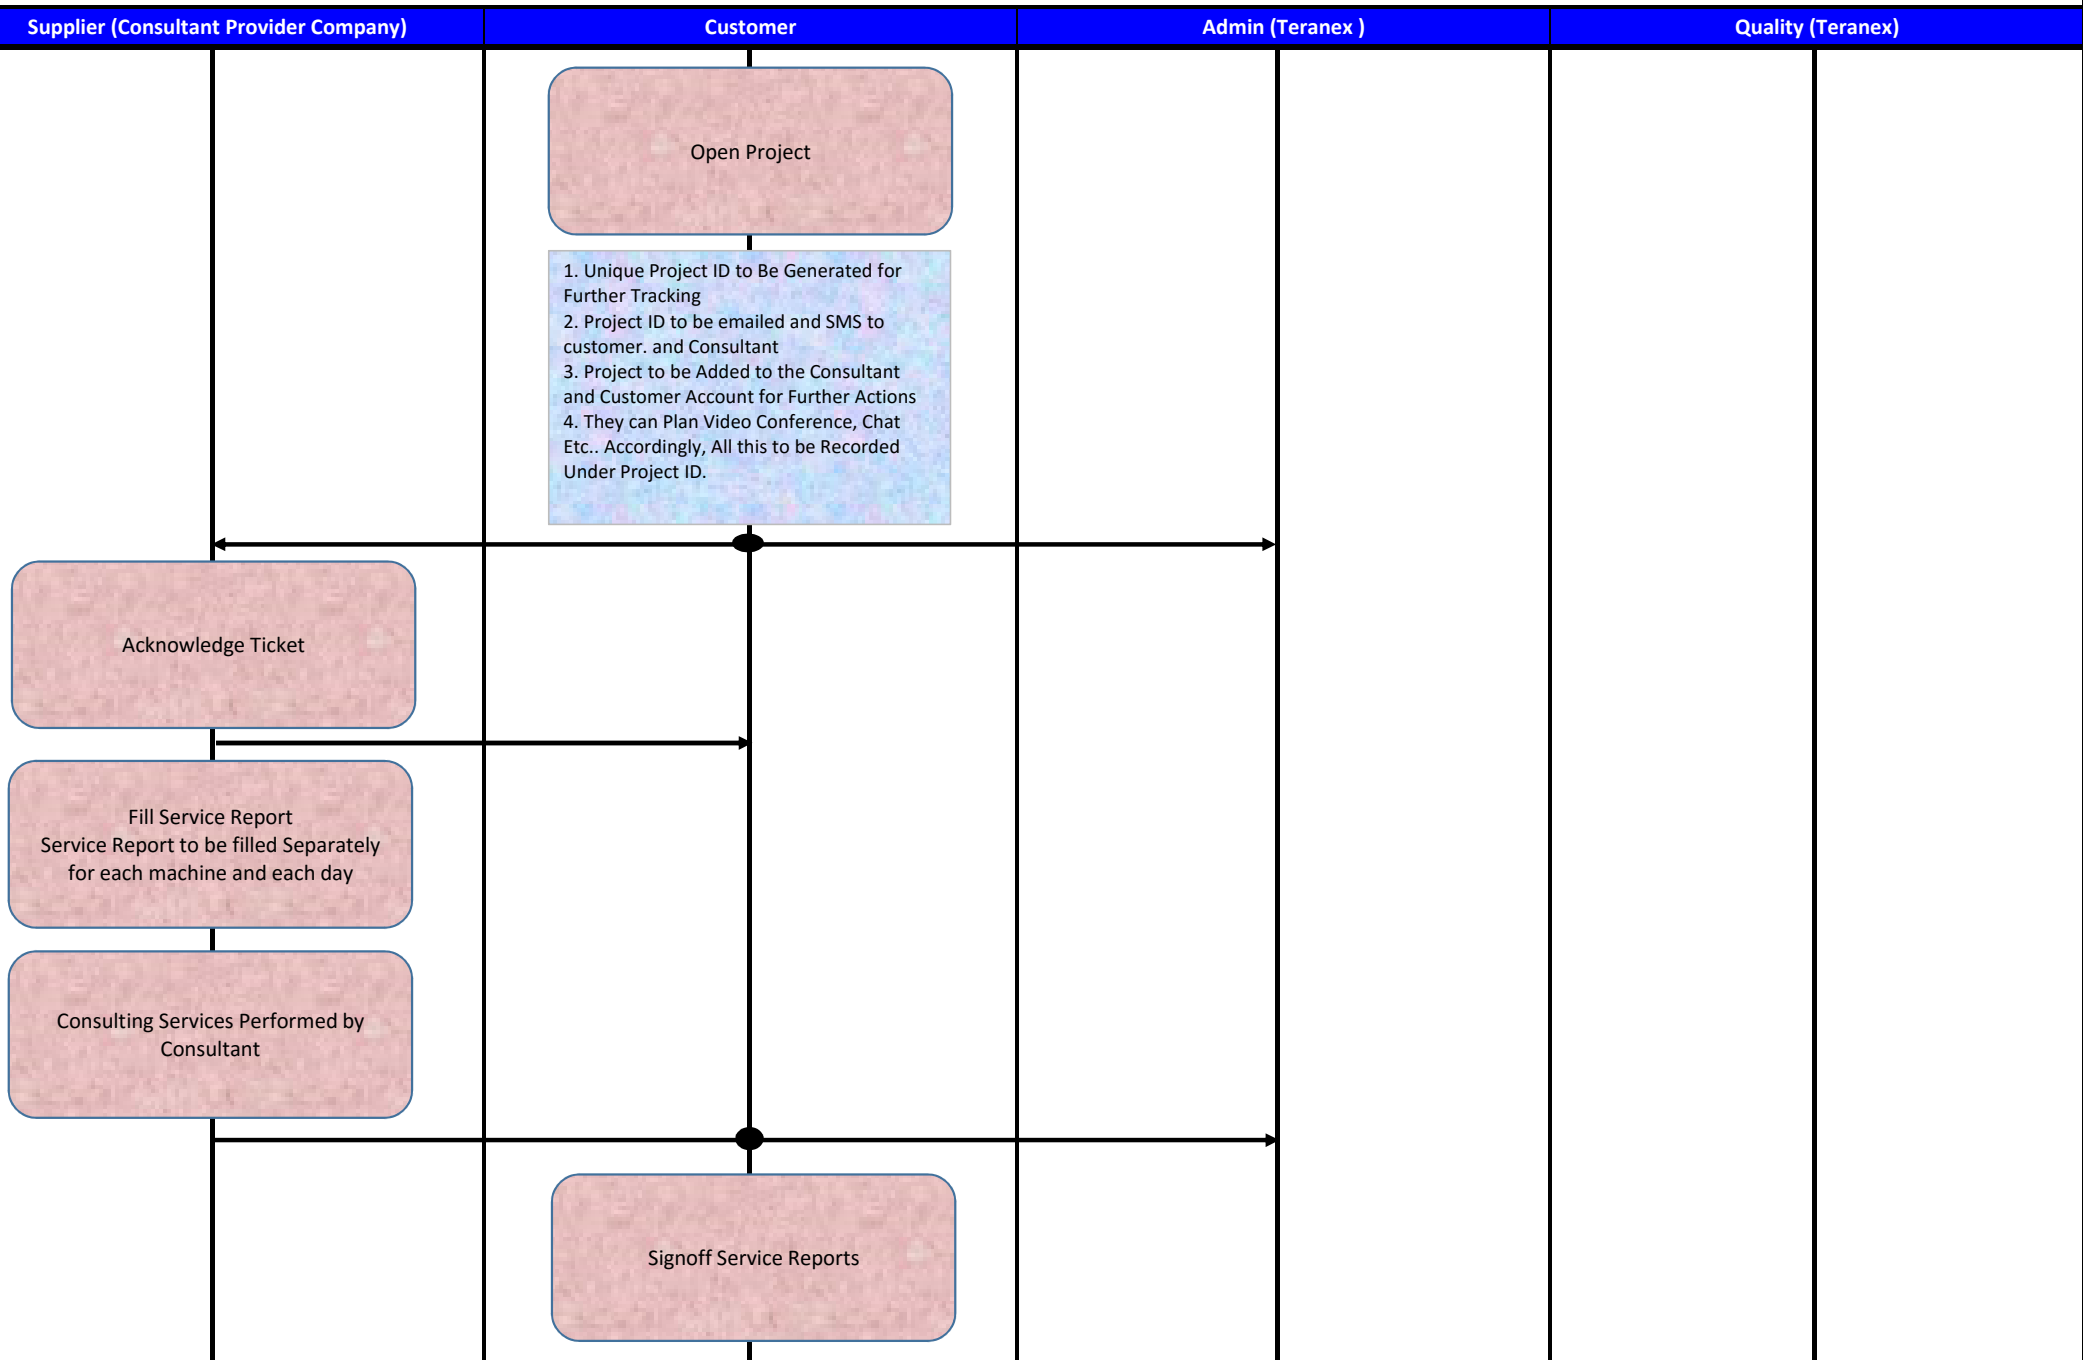 Supplier (Consultant Provider Company)
Customer
Admin (Teranex )
Quality (Teranex)
Open Project
1. Unique Project ID to Be Generated for
Further Tracking
2. Project ID to be emailed and SMS to
customer. and Consultant
3. Project to be Added to the Consultant
and Customer Account for Further Actions
4. They can Plan Video Conference, Chat
Etc.. Accordingly, All this to be Recorded
Under Project ID.
Acknowledge Ticket
Fill Service Report
Service Report to be filled Separately
for each machine and each day
Consulting Services Performed by
Consultant
Signoff Service Reports